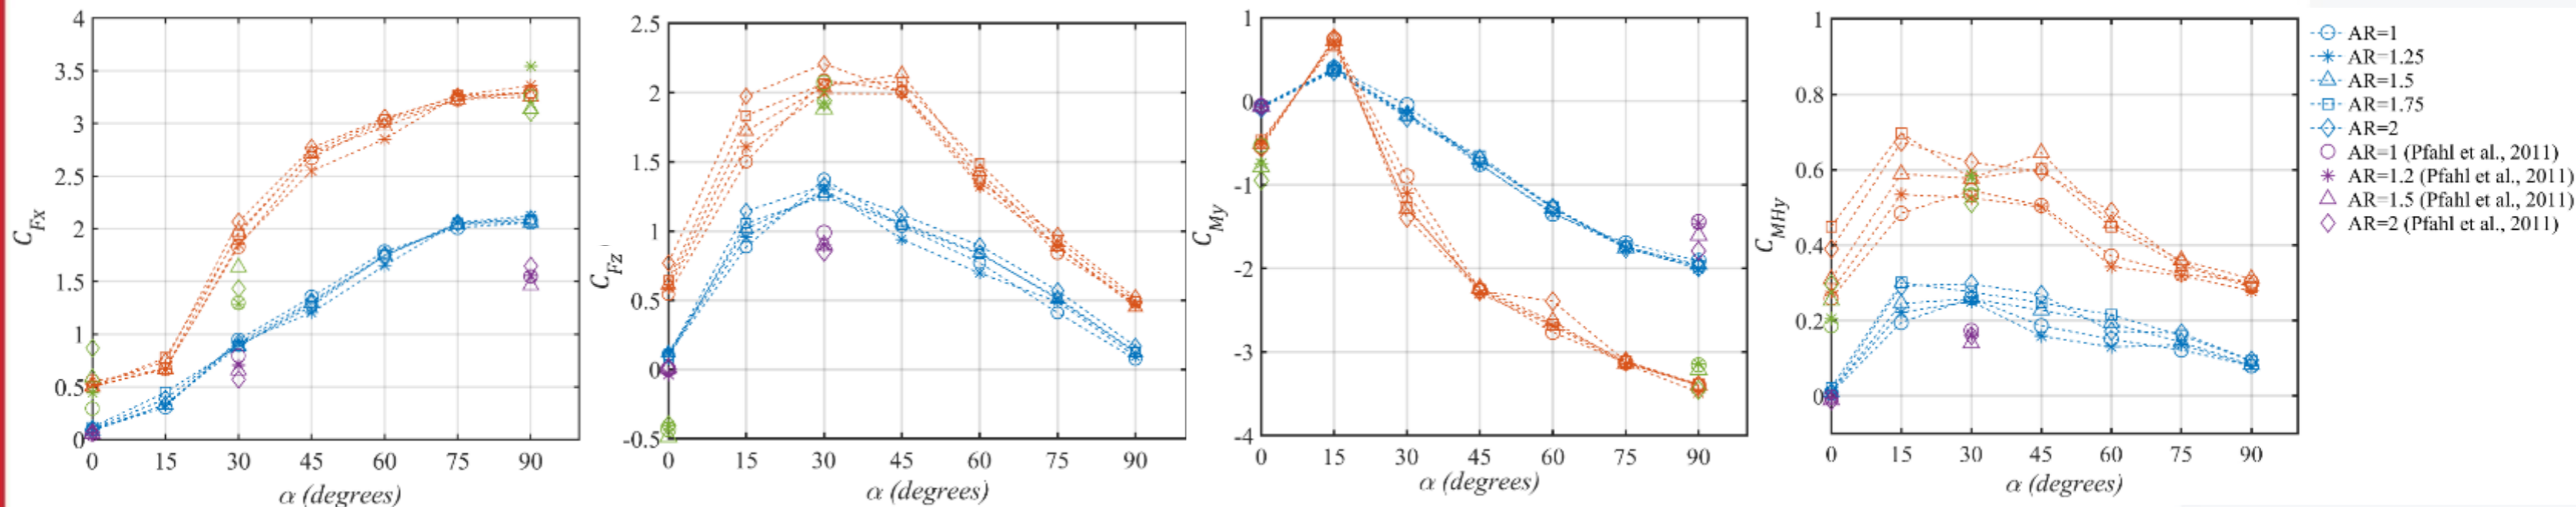 4
3.5
3
2.5
2
1.5
1
0.5
0
C_Fx
0 15 30 45 60 75 90
α (degrees)
2.5
2
1.5
1
0.5
0
-0.5
C_Fz
0 15 30 45 60 75 90
α (degrees)
1
0
-1
-2
-3
-4
C_My
0 15 30 45 60 75 90
α (degrees)
1
0.8
0.6
0.4
0.2
0
C_MHy
0 15 30 45 60 75 90
α (degrees)
AR=1
AR=1.25
AR=1.5
AR=1.75
AR=2
AR=1 (Pfahl et al., 2011)
AR=1.2 (Pfahl et al., 2011)
AR=1.5 (Pfahl et al., 2011)
AR=2 (Pfahl et al., 2011)